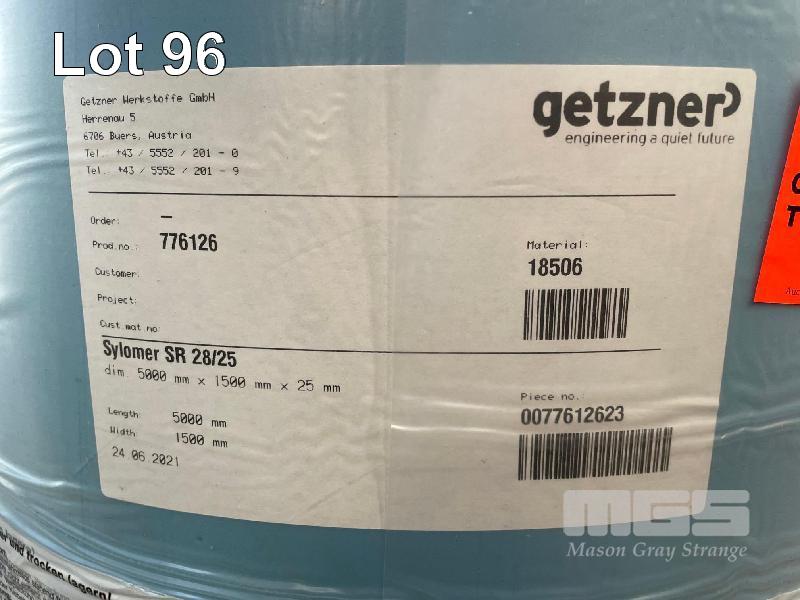 Lot 96
Getzner Werkstoffe GmbH
Herrenau 5
6706 Buers, Austria
Tel.. +43 / 5552 / 201 - 0
Tel.. +43 / 5552 / 201 - 9
getzner
engineering a quiet future
Order: –
Prod.no.: 776126
Customer:
Project:
Cust.mat.no:
Material:
18506
Sylomer SR 28/25
dim. 5000 mm x 1500 mm x 25 mm
Length: 5000 mm
Width: 1500 mm
24.06.2021
Piece no.:
0077612623
MGS
Mason Gray Strange
und trocken lagern!